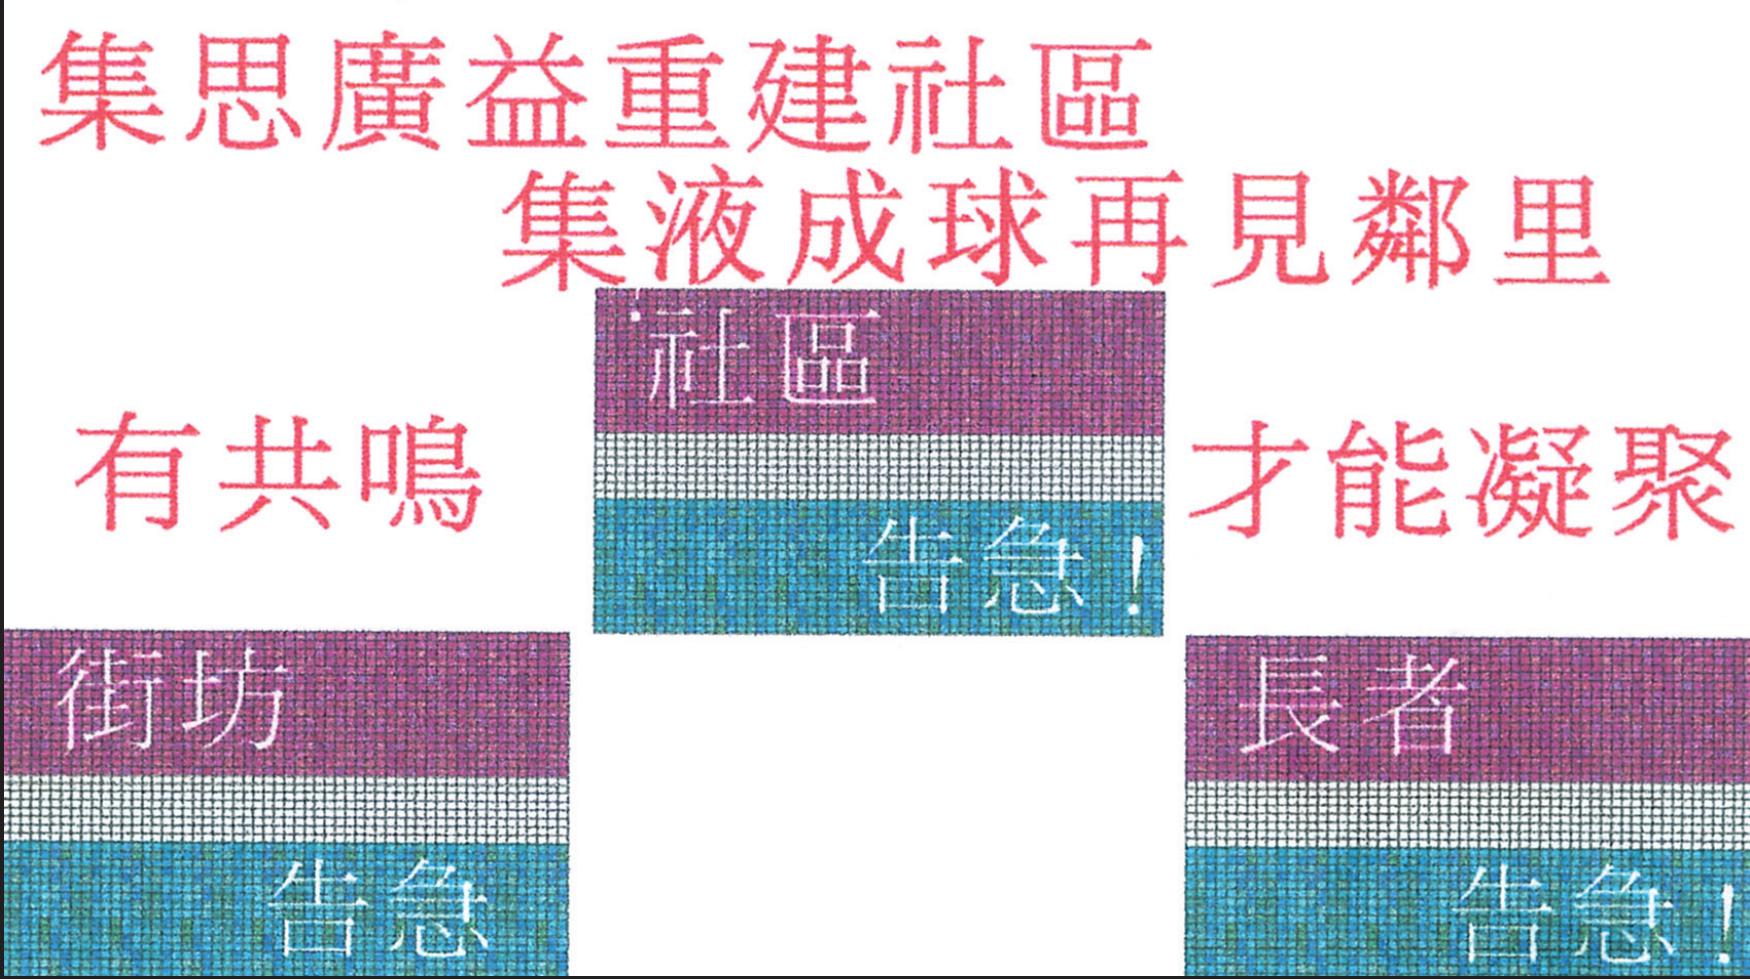 集思廣益重建社區
集液成球再見鄰里
社區
告急！
有共鳴
才能凝聚
街坊
告急
長者
告急！